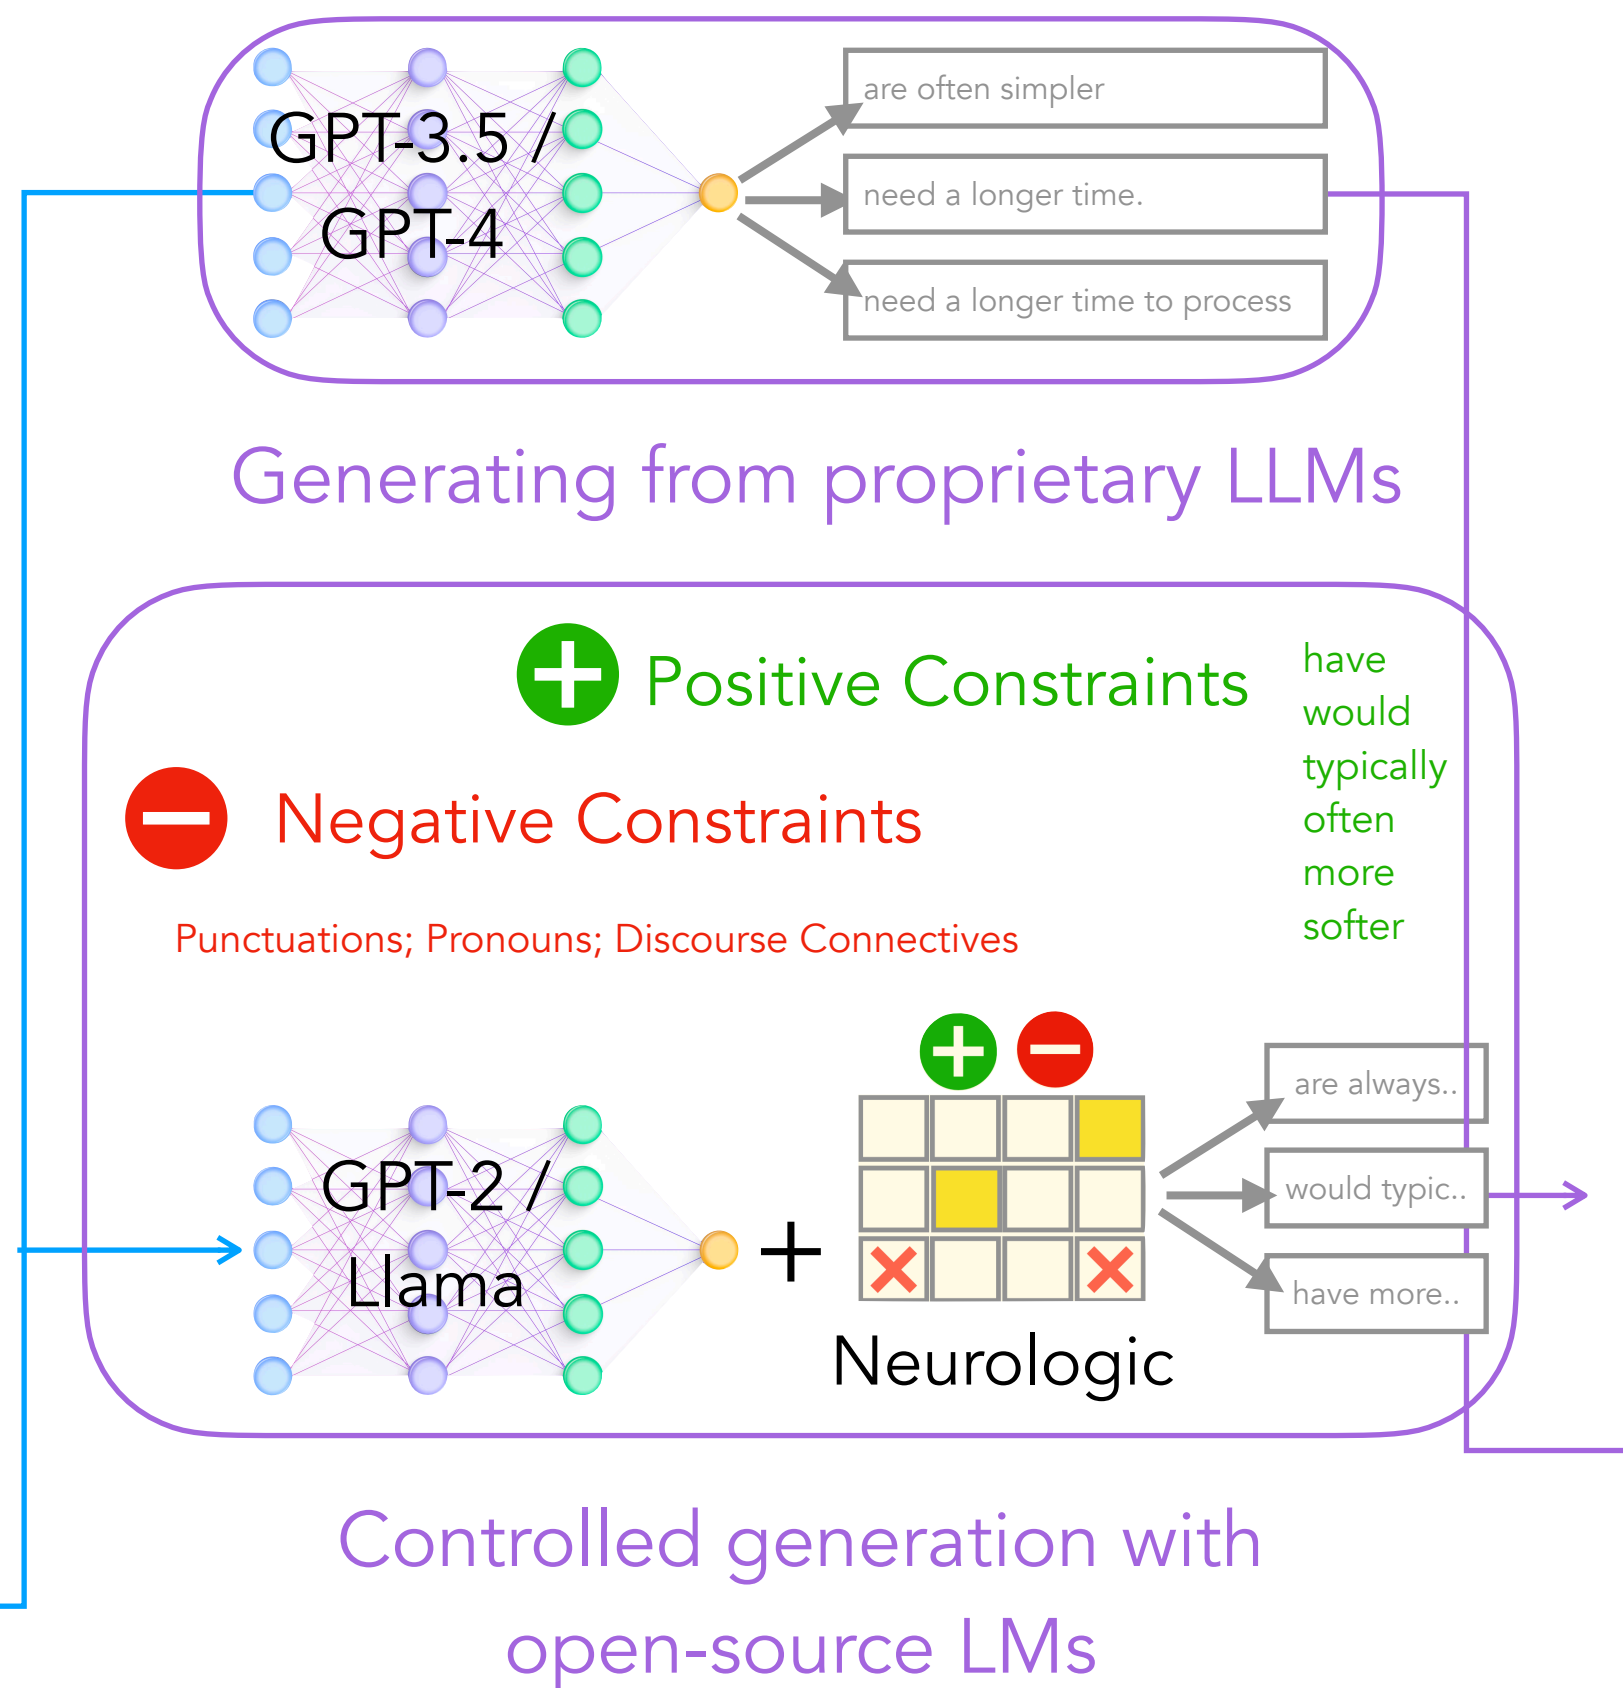 GPT-3.5 /
GPT-4
are often simpler
need a longer time.
need a longer time to process
Generating from proprietary LLMs
Positive Constraints
have
would
typically
often
more
softer
Negative Constraints
Punctuations; Pronouns; Discourse Connectives
GPT-2 /
Llama
+
Neurologic
are always..
would typic..
have more..
Controlled generation with
open-source LMs